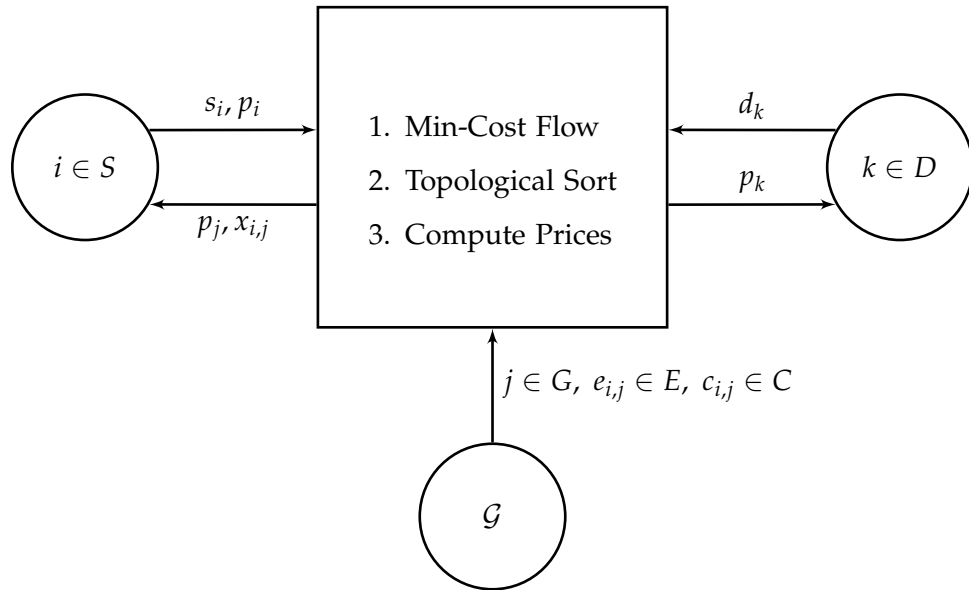 s_i, p_i
i ∈ S
p_j, x_{i,j}
1. Min-Cost Flow
2. Topological Sort
3. Compute Prices
d_k
k ∈ D
p_k
j ∈ G, e_{i,j} ∈ E, c_{i,j} ∈ C
𝒢